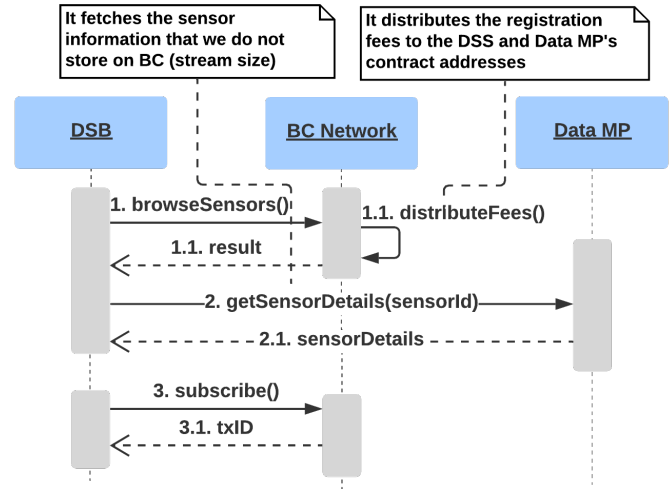 It fetches the sensor
information that we do not
store on BC (stream size)
It distributes the registration
fees to the DSS and Data MP's
contract addresses
DSB
BC Network
Data MP
1. browseSensors()
1.1. distributeFees()
1.1. result
2. getSensorDetails(sensorId)
2.1. sensorDetails
3. subscribe()
3.1. txID